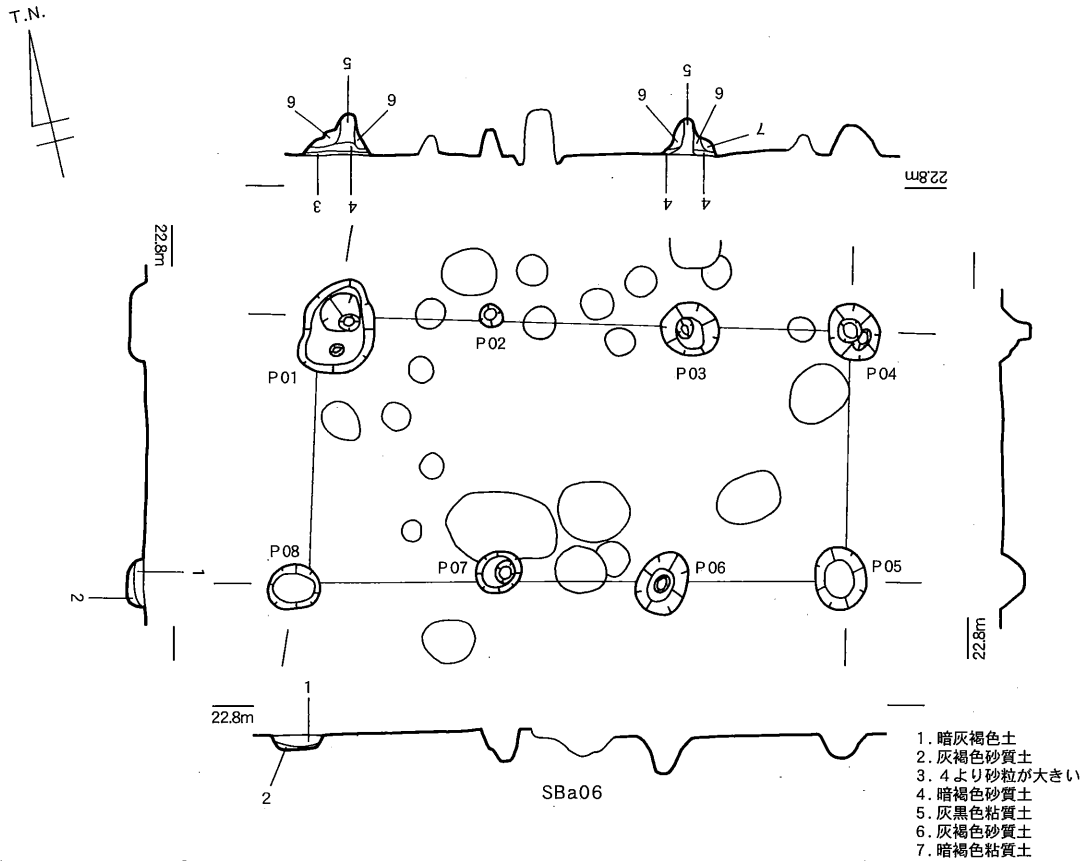 T.N.
5
6 6
3 4
5
6 6
7
4 4
22.8m
22.8m
P01
P02
P03
P04
P08
P07
P06
P05
1
2
22.8m
22.8m
1
2
SBa06
1. 暗灰褐色土
2. 灰褐色砂質土
3. 4より砂粒が大きい
4. 暗褐色砂質土
5. 灰黒色粘質土
6. 灰褐色砂質土
7. 暗褐色粘質土